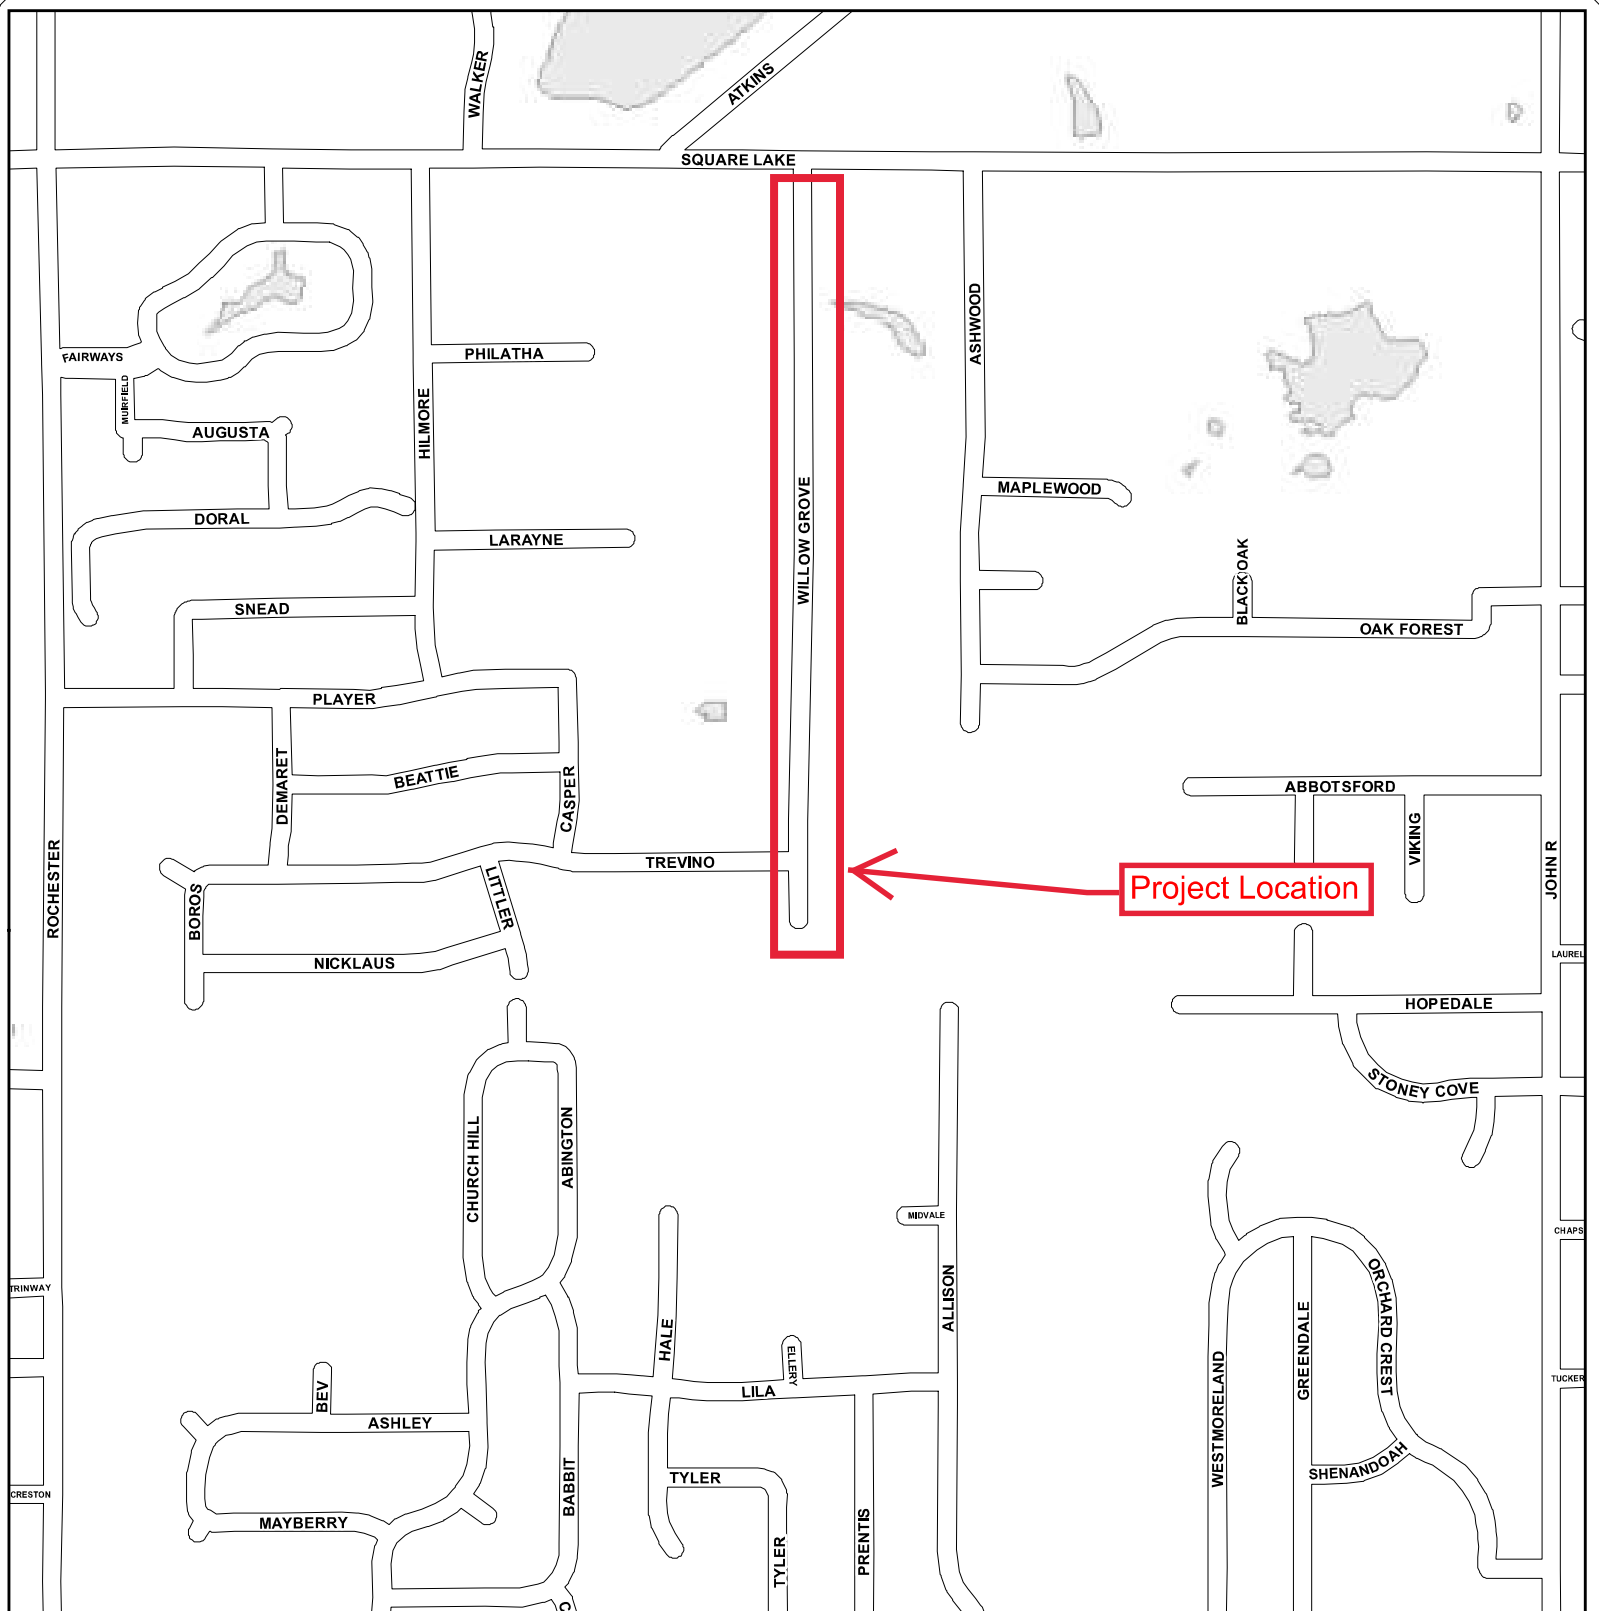 WALKER
ATKINS
SQUARE LAKE
ASHWOOD
FAIRWAYS
PHILATHA
MUIRFIELD
HILMORE
AUGUSTA
MAPLEWOOD
DORAL
WILLOW GROVE
LARAYNE
BLACK OAK
SNEAD
OAK FOREST
PLAYER
DEMARET
BEATTIE
CASPER
ABBOTSFORD
VIKING
ROCHESTER
TREVINO
JOHN R
BOROS
LITTLER
Project Location
NICKLAUS
LAUREL
HOPEDALE
STONEY COVE
CHURCH HILL
ABINGTON
MIDVALE
CHAPS
TRINWAY
ALLISON
ORCHARD CREST
HALE
ELLERY
GREENDALE
WESTMORELAND
TUCKER
BEV
LILA
ASHLEY
SHENANDOAH
TYLER
CRESTON
BABBIT
MAYBERRY
TYLER
PRENTIS